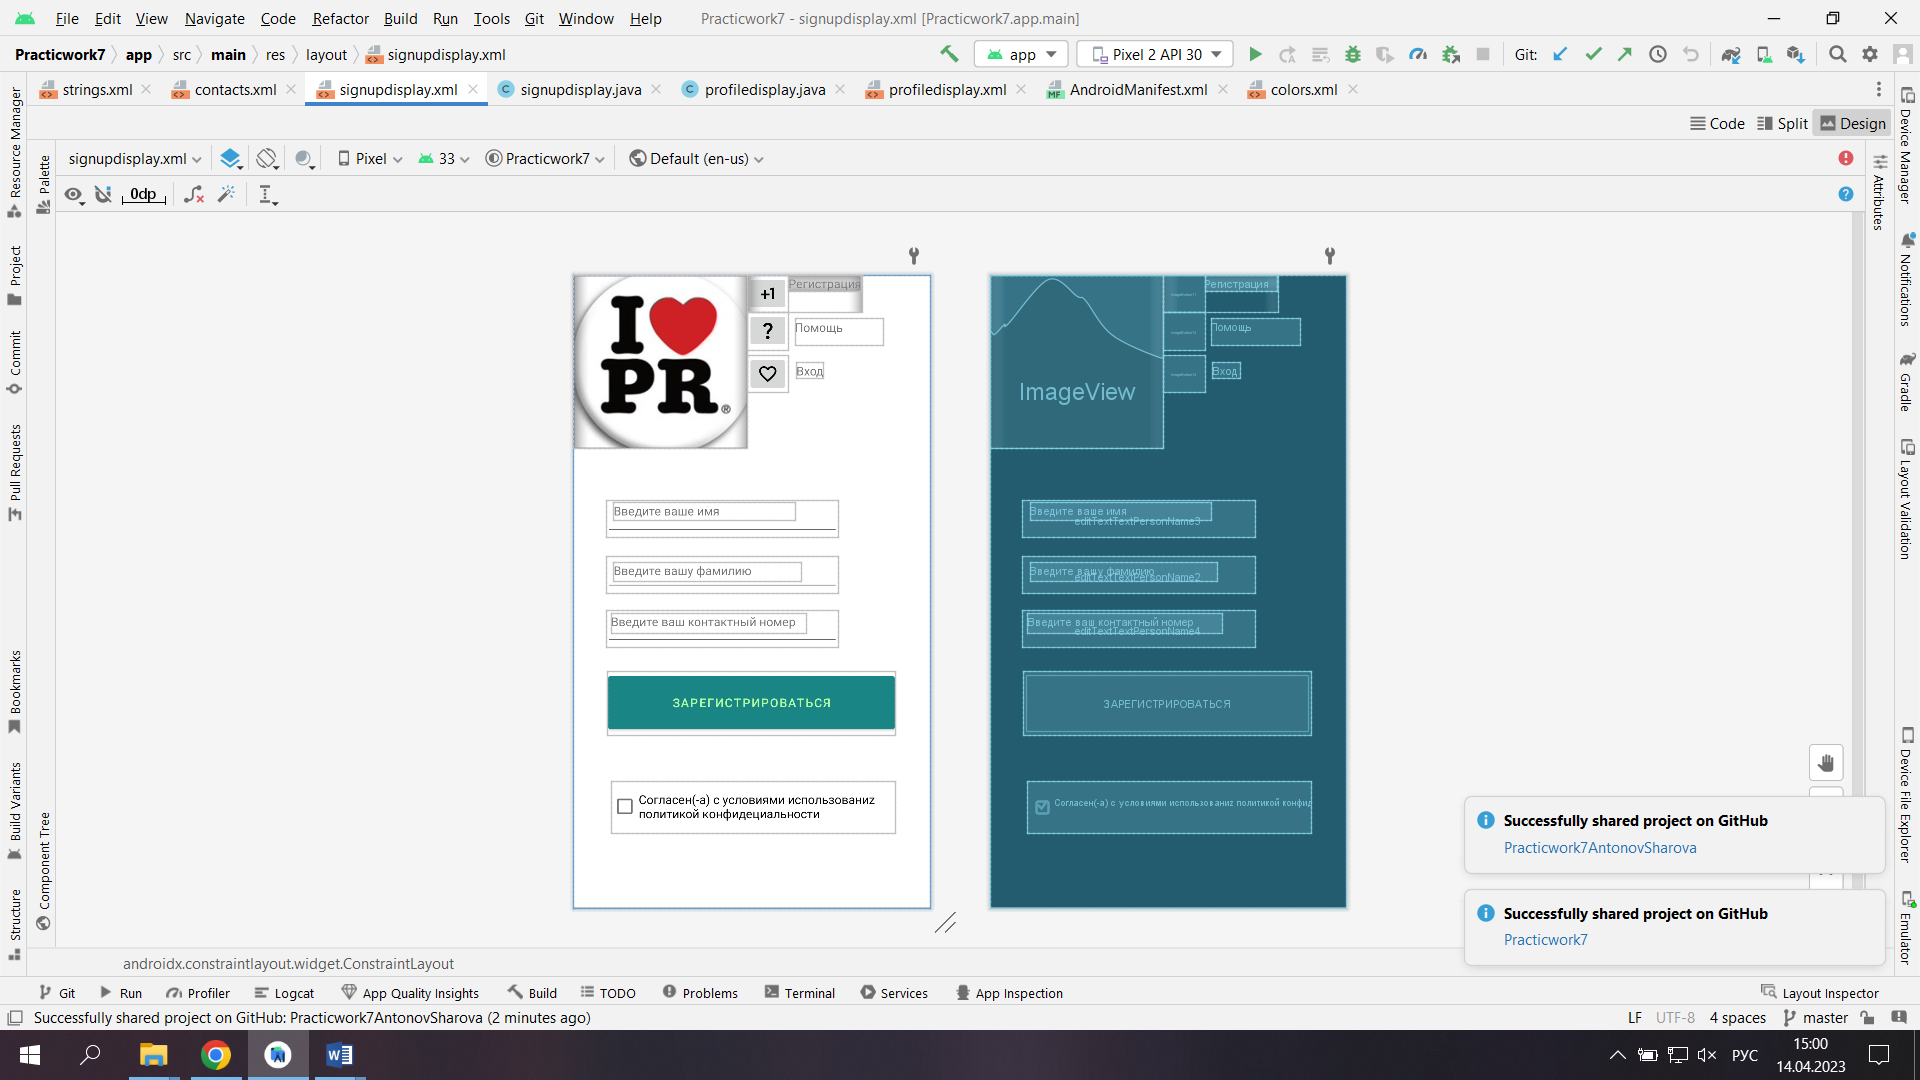 File Edit View Navigate Code Refactor Build Run Tools Git Window Help Practicwork7 - signupdisplay.xml [Practicwork7.app.main]
Practicwork7 app src main res layout signupdisplay.xml app Pixel 2 API 30 Git:
strings.xml contacts.xml signupdisplay.xml signupdisplay.java profiledisplay.java profiledisplay.xml AndroidManifest.xml colors.xml
Code Split Design
signupdisplay.xml Pixel 33 Practicwork7 Default (en-us)
0dp
Resource Manager
Project
Commit
Pull Requests
Bookmarks
Build Variants
Structure
Palette
Component Tree
I
PR®
+1
Регистрация
?
Помощь
Вход
Введите ваше имя
Введите вашу фамилию
Введите ваш контактный номер
ЗАРЕГИСТРИРОВАТЬСЯ
Согласен(-а) с условиями использованиz
политикой конфидециальности
ImageView
Регистрация
Помощь
Вход
Введите ваше имя
editTextTextPersonName3
Введите вашу фамилию
editTextTextPersonName2
Введите ваш контактный номер
editTextTextPersonName4
ЗАРЕГИСТРИРОВАТЬСЯ
Согласен(-а) с условиями использованиz политикой конфид
Attributes
Device Manager
Notifications
Gradle
Layout Validation
Device File Explorer
Emulator
Successfully shared project on GitHub
Practicwork7AntonovSharova
Successfully shared project on GitHub
Practicwork7
androidx.constraintlayout.widget.ConstraintLayout
Git Run Profiler Logcat App Quality Insights Build TODO Problems Terminal Services App Inspection Layout Inspector
Successfully shared project on GitHub: Practicwork7AntonovSharova (2 minutes ago) LF UTF-8 4 spaces master
РУС 15:00
14.04.2023